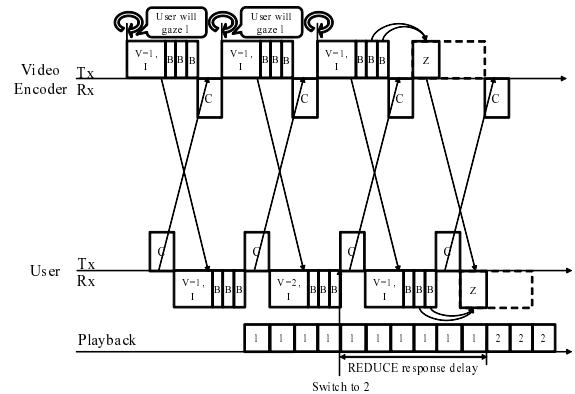 User will gaze 1
User will gaze 1
V=1, I B B B V=1, I B B B V=1, I B B B Z
Video Encoder
Tx
Rx
C C C C
C C C C
User
Tx
Rx
V=1, I B B B V=2, I B B B V=1, I B B B Z
Playback
1 1 1 1 1 1 1 1 1 1 2 2 2
REDUCE response delay
Switch to 2